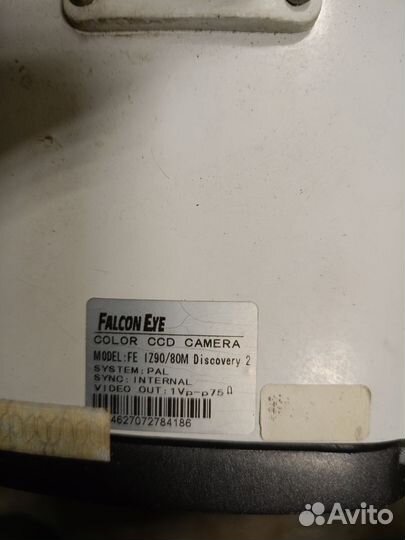 FALCON EYE
COLOR CCD CAMERA
MODEL:FE IZ90/80M Discovery 2
SYSTEM:PAL
SYNC:INTERNAL
VIDEO OUT:1Vp-p75Ω
4627072784186
Avito